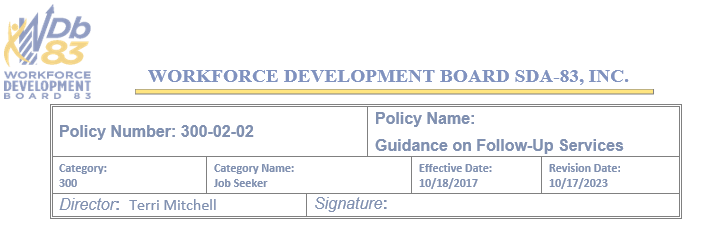 WDb
83
WORKFORCE
DEVELOPMENT
BOARD 83
WORKFORCE DEVELOPMENT BOARD SDA-83, INC.
Policy Number: 300-02-02
Policy Name:
Guidance on Follow-Up Services
Category:
300
Category Name:
Job Seeker
Effective Date:
10/18/2017
Revision Date:
10/17/2023
Director: Terri Mitchell
Signature: